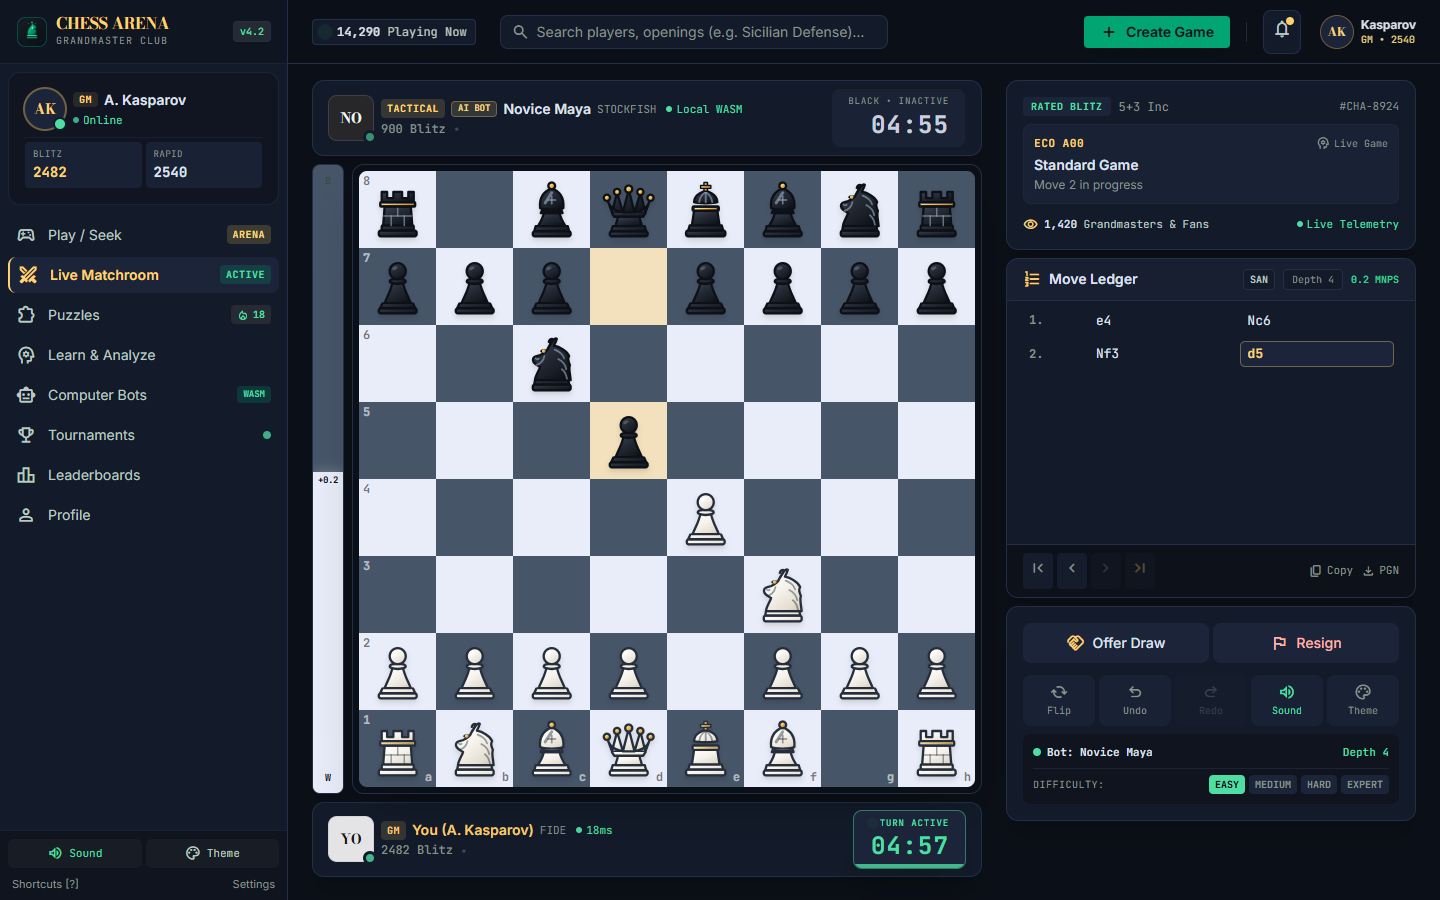 CHESS ARENA
GRANDMASTER CLUB
v4.2
AK
GM A. Kasparov
Online
BLITZ
2482
RAPID
2540
Play / Seek
ARENA
Live Matchroom
ACTIVE
Puzzles
18
Learn & Analyze
Computer Bots
WASM
Tournaments
Leaderboards
Profile
Sound
Theme
Shortcuts [?]
Settings
14,290 Playing Now
Search players, openings (e.g. Sicilian Defense)...
Create Game
AK
Kasparov
GM • 2540
NO
TACTICAL AI BOT Novice Maya STOCKFISH Local WASM
900 Blitz
BLACK • INACTIVE
04:55
+0.2
W
8
7
6
5
4
3
2
1
a b c d e f g h
YO
GM You (A. Kasparov) FIDE 18ms
2482 Blitz
TURN ACTIVE
04:57
RATED BLITZ 5+3 Inc #CHA-8924
ECO A00 Live Game
Standard Game
Move 2 in progress
1,420 Grandmasters & Fans Live Telemetry
Move Ledger SAN Depth 4 0.2 MNPS
1. e4 Nc6
2. Nf3 d5
Copy PGN
Offer Draw
Resign
Flip
Undo
Redo
Sound
Theme
Bot: Novice Maya Depth 4
DIFFICULTY: EASY MEDIUM HARD EXPERT